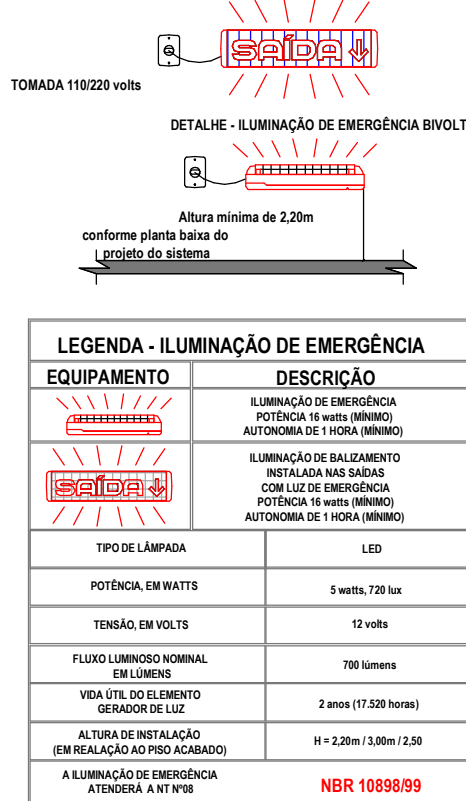 SAÍDA
TOMADA 110/220 volts
DETALHE - ILUMINAÇÃO DE EMERGÊNCIA BIVOLT
Altura mínima de 2,20m
conforme planta baixa do
projeto do sistema
LEGENDA - ILUMINAÇÃO DE EMERGÊNCIA
EQUIPAMENTO
DESCRIÇÃO
ILUMINAÇÃO DE EMERGÊNCIA
POTÊNCIA 16 watts (MÍNIMO)
AUTONOMIA DE 1 HORA (MÍNIMO)
SAÍDA
ILUMINAÇÃO DE BALIZAMENTO
INSTALADA NAS SAÍDAS
COM LUZ DE EMERGÊNCIA
POTÊNCIA 16 watts (MÍNIMO)
AUTONOMIA DE 1 HORA (MÍNIMO)
TIPO DE LÂMPADA
LED
POTÊNCIA, EM WATTS
5 watts, 720 lux
TENSÃO, EM VOLTS
12 volts
FLUXO LUMINOSO NOMINAL
EM LÚMENS
700 lúmens
VIDA ÚTIL DO ELEMENTO
GERADOR DE LUZ
2 anos (17.520 horas)
ALTURA DE INSTALAÇÃO
(EM REALAÇÃO AO PISO ACABADO)
H = 2,20m / 3,00m / 2,50
A ILUMINAÇÃO DE EMERGÊNCIA
ATENDERÁ A NT Nº08
NBR 10898/99